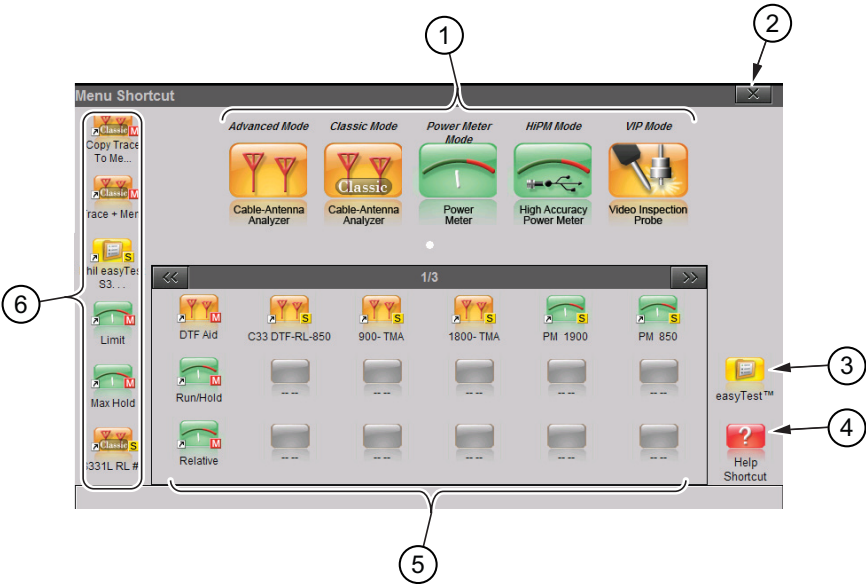 1
2
Menu Shortcut
X
Advanced Mode
Classic Mode
Power Meter
Mode
HiPM Mode
VIP Mode
Classic
Cable-Antenna
Analyzer
Cable-Antenna
Analyzer
Power
Meter
High Accuracy
Power Meter
Video Inspection
Probe
Classic M
Copy Trace
To Me...
Classic M
race + Mem
S
hil easyTes
S3. . .
M
Limit
M
Max Hold
Classic S
331L RL #
6
<<
1/3
>>
M
DTF Aid
S
C33 DTF-RL-850
S
900- TMA
S
1800- TMA
S
PM 1900
S
PM 850
M
Run/Hold
-- --
-- --
-- --
-- --
-- --
M
Relative
-- --
-- --
-- --
-- --
-- --
easyTest™
3
?
Help
Shortcut
4
5